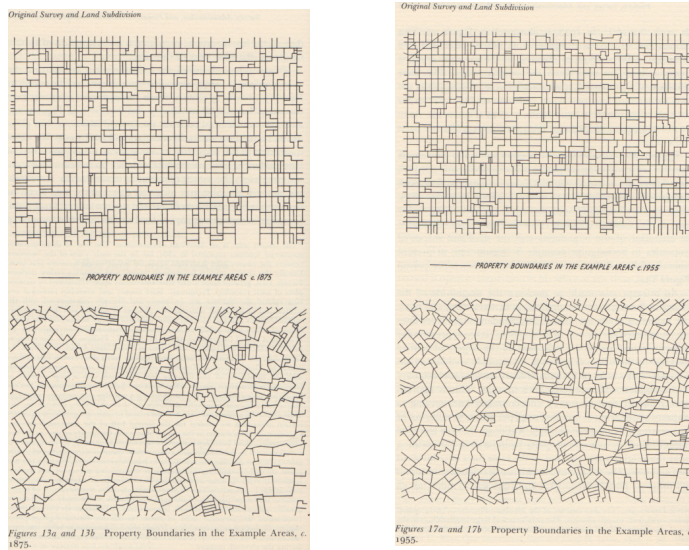 Original Survey and Land Subdivision
PROPERTY BOUNDARIES IN THE EXAMPLE AREAS c. 1875
Figures 13a and 13b Property Boundaries in the Example Areas, c.
1875.
Original Survey and Land Subdivision
PROPERTY BOUNDARIES IN THE EXAMPLE AREAS c. 1955
Figures 17a and 17b Property Boundaries in the Example Areas,
1955.